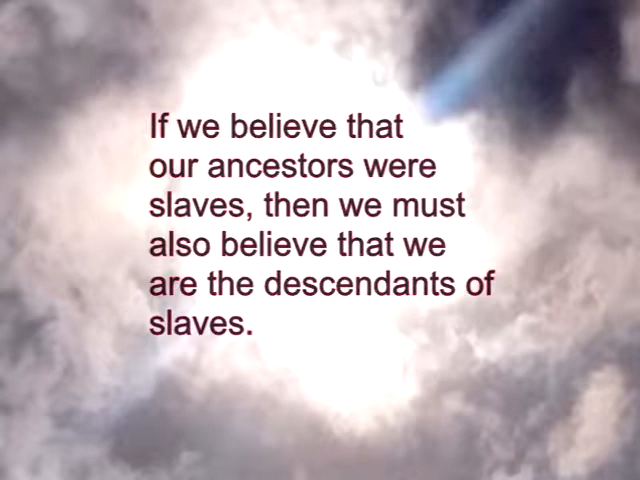 If we believe that
our ancestors were
slaves, then we must
also believe that we
are the descendants of
slaves.